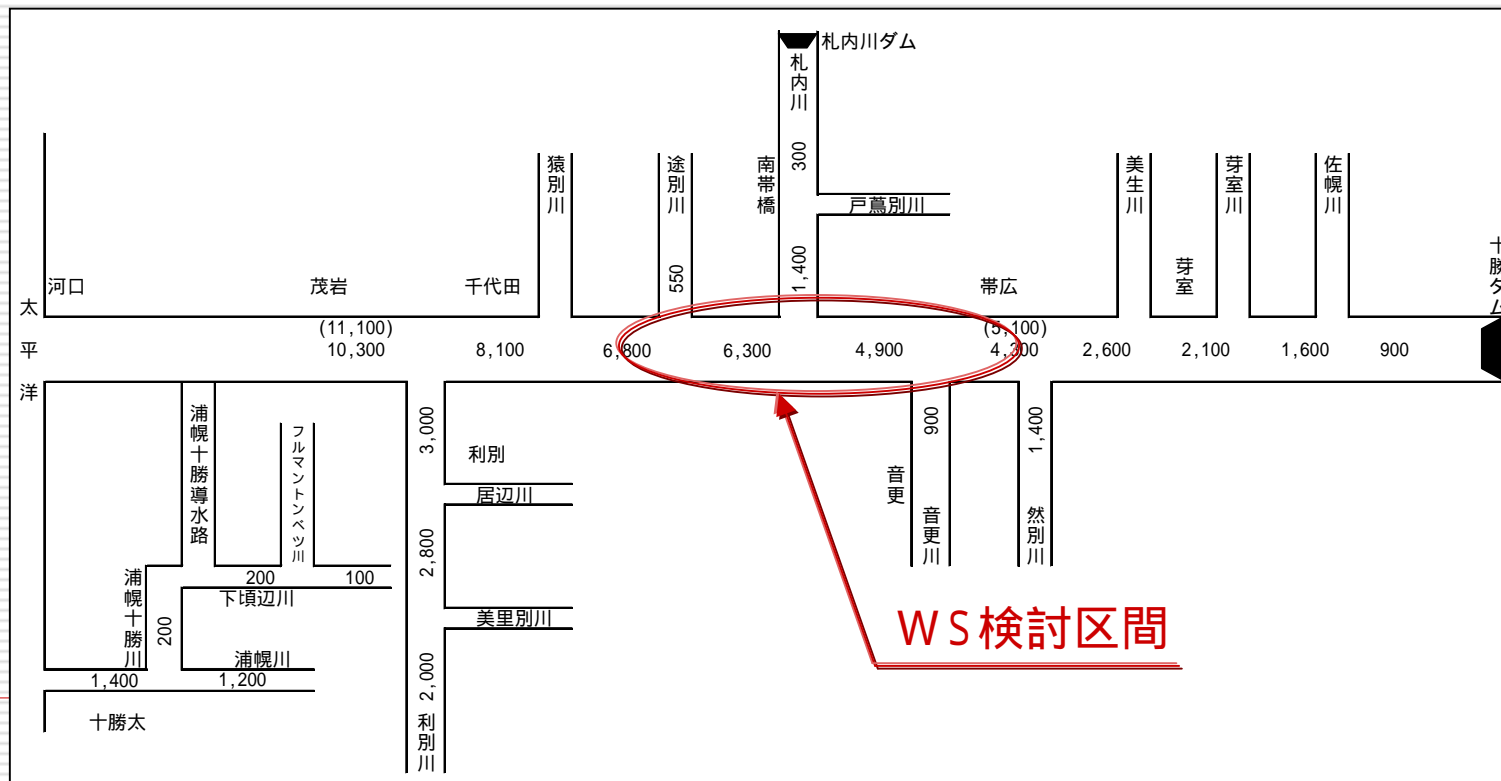 札内川ダム
札内川
300
猿別川
途別川
南帯橋
戸蔦別川
美生川
芽室川
佐幌川
550
1,400
芽室
十勝ダム
河口
茂岩
千代田
帯広
太平洋
(11,100)
(5,100)
10,300
8,100
6,800
6,300
4,900
4,300
2,600
2,100
1,600
900
浦幌十勝導水路
フルマントンベツ川
3,000
利別
居辺川
900
1,400
音更
音更川
然別川
2,800
200
100
下頃辺川
浦幌十勝川
200
美里別川
WS検討区間
浦幌川
1,400
1,200
2,000
十勝太
利別川